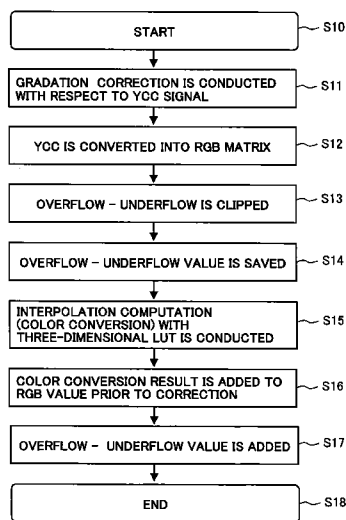 START
S10
GRADATION CORRECTION IS CONDUCTED
WITH RESPECT TO YCC SIGNAL
S11
YCC IS CONVERTED INTO RGB MATRIX
S12
OVERFLOW - UNDERFLOW IS CLIPPED
S13
OVERFLOW - UNDERFLOW VALUE IS SAVED
S14
INTERPOLATION COMPUTATION
(COLOR CONVERSION) WITH
THREE-DIMENSIONAL LUT IS CONDUCTED
S15
COLOR CONVERSION RESULT IS ADDED TO
RGB VALUE PRIOR TO CORRECTION
S16
OVERFLOW - UNDERFLOW VALUE IS ADDED
S17
END
S18